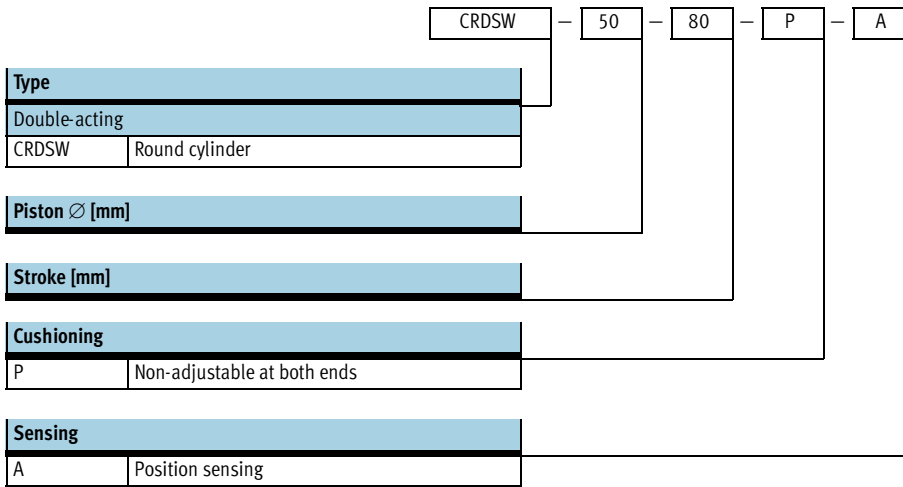 CRDSW — 50 — 80 — P — A
Type
Double-acting
CRDSW Round cylinder
Piston ∅ [mm]
Stroke [mm]
Cushioning
P Non-adjustable at both ends
Sensing
A Position sensing